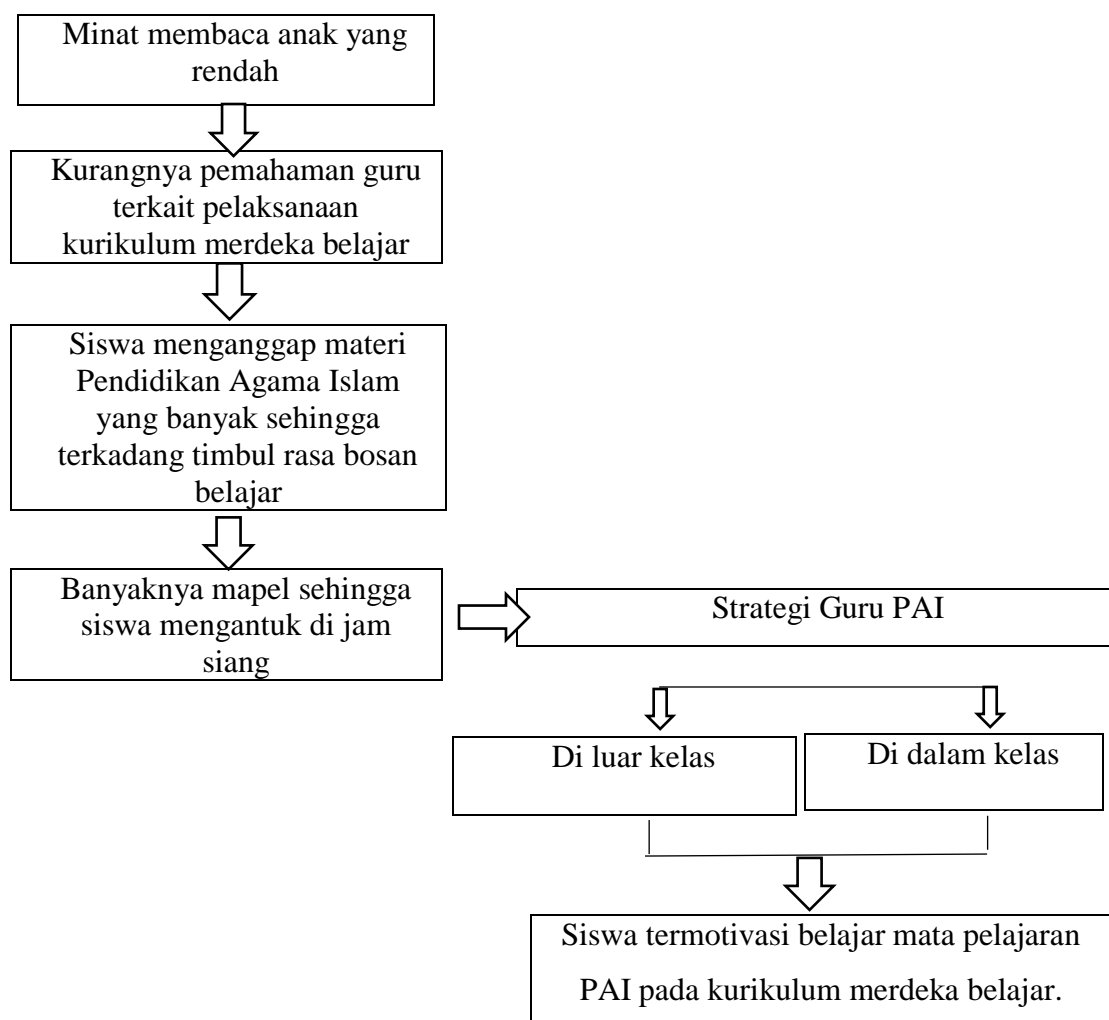 Minat membaca anak yang
rendah
Kurangnya pemahaman guru
terkait pelaksanaan
kurikulum merdeka belajar
Siswa menganggap materi
Pendidikan Agama Islam
yang banyak sehingga
terkadang timbul rasa bosan
belajar
Banyaknya mapel sehingga
siswa mengantuk di jam
siang
Strategi Guru PAI
Di luar kelas
Di dalam kelas
Siswa termotivasi belajar mata pelajaran
PAI pada kurikulum merdeka belajar.